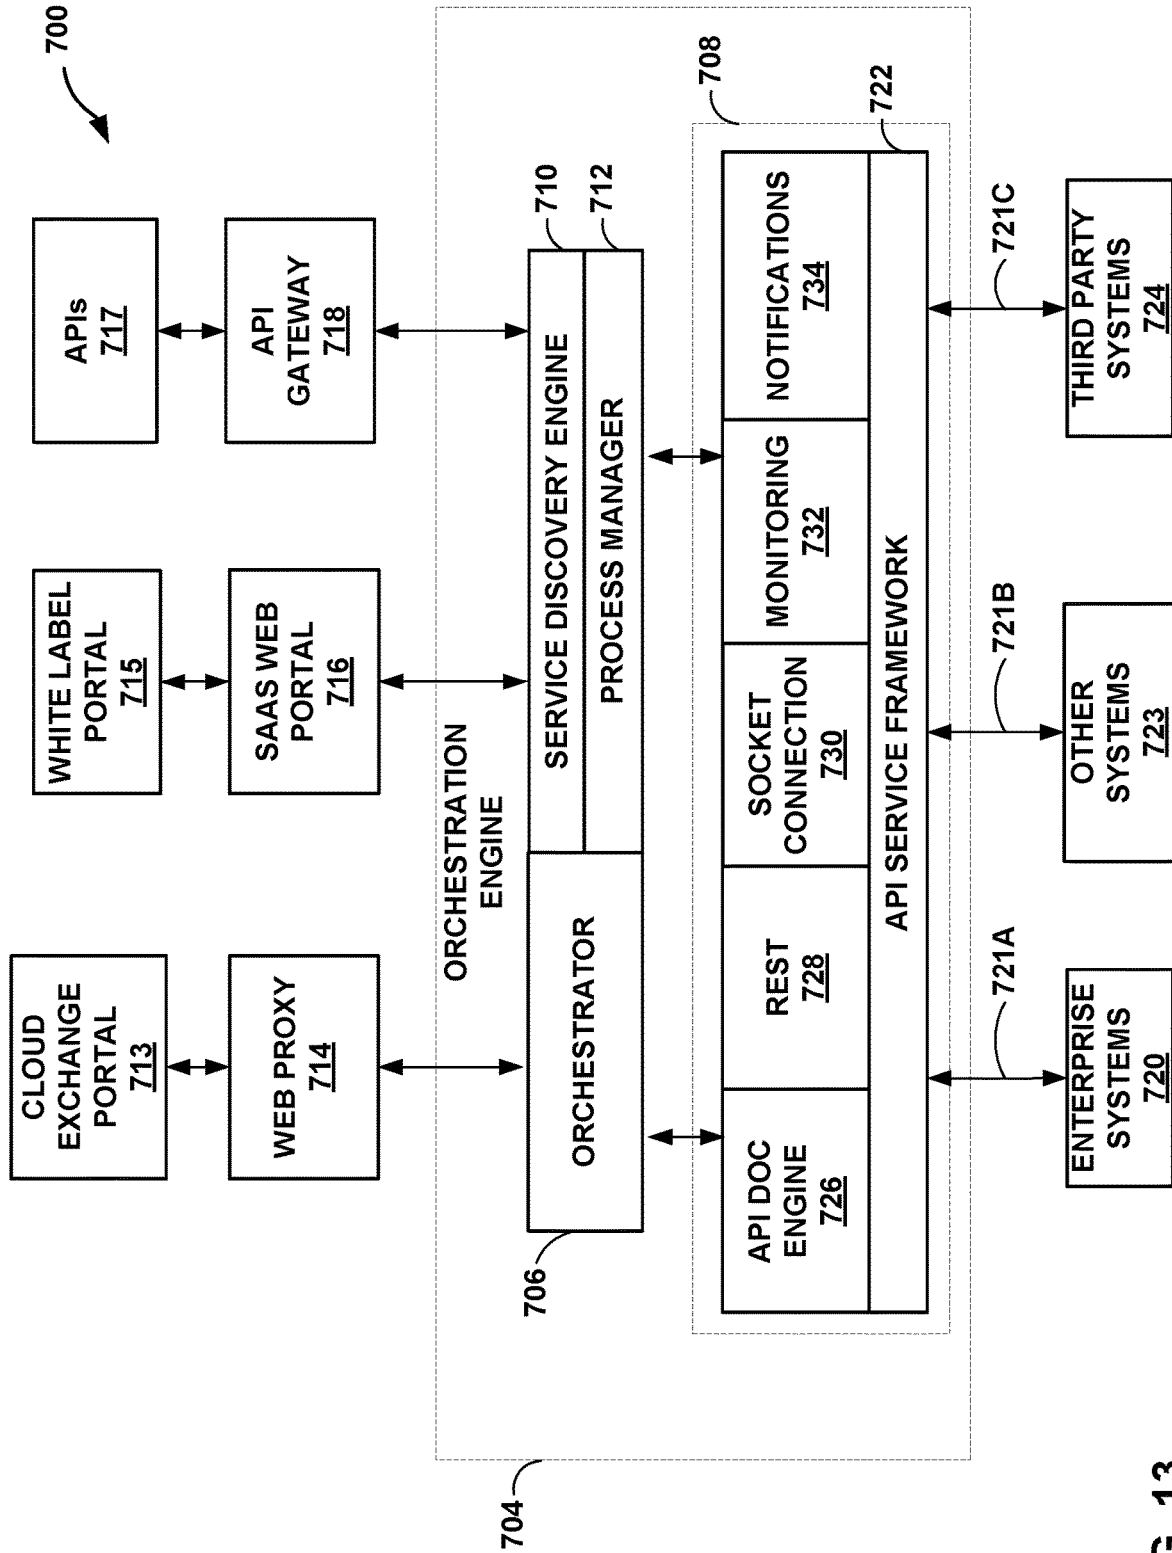 700
CLOUD
EXCHANGE
PORTAL
713
WHITE LABEL
PORTAL
715
APIs
717
WEB PROXY
714
SAAS WEB
PORTAL
716
API
GATEWAY
718
704
ORCHESTRATION
ENGINE
706
ORCHESTRATOR
SERVICE DISCOVERY ENGINE
710
PROCESS MANAGER
712
708
API DOC
ENGINE
726
REST
728
SOCKET
CONNECTION
730
MONITORING
732
NOTIFICATIONS
734
API SERVICE FRAMEWORK
722
721A
721B
721C
ENTERPRISE
SYSTEMS
720
OTHER
SYSTEMS
723
THIRD PARTY
SYSTEMS
724
G. 13